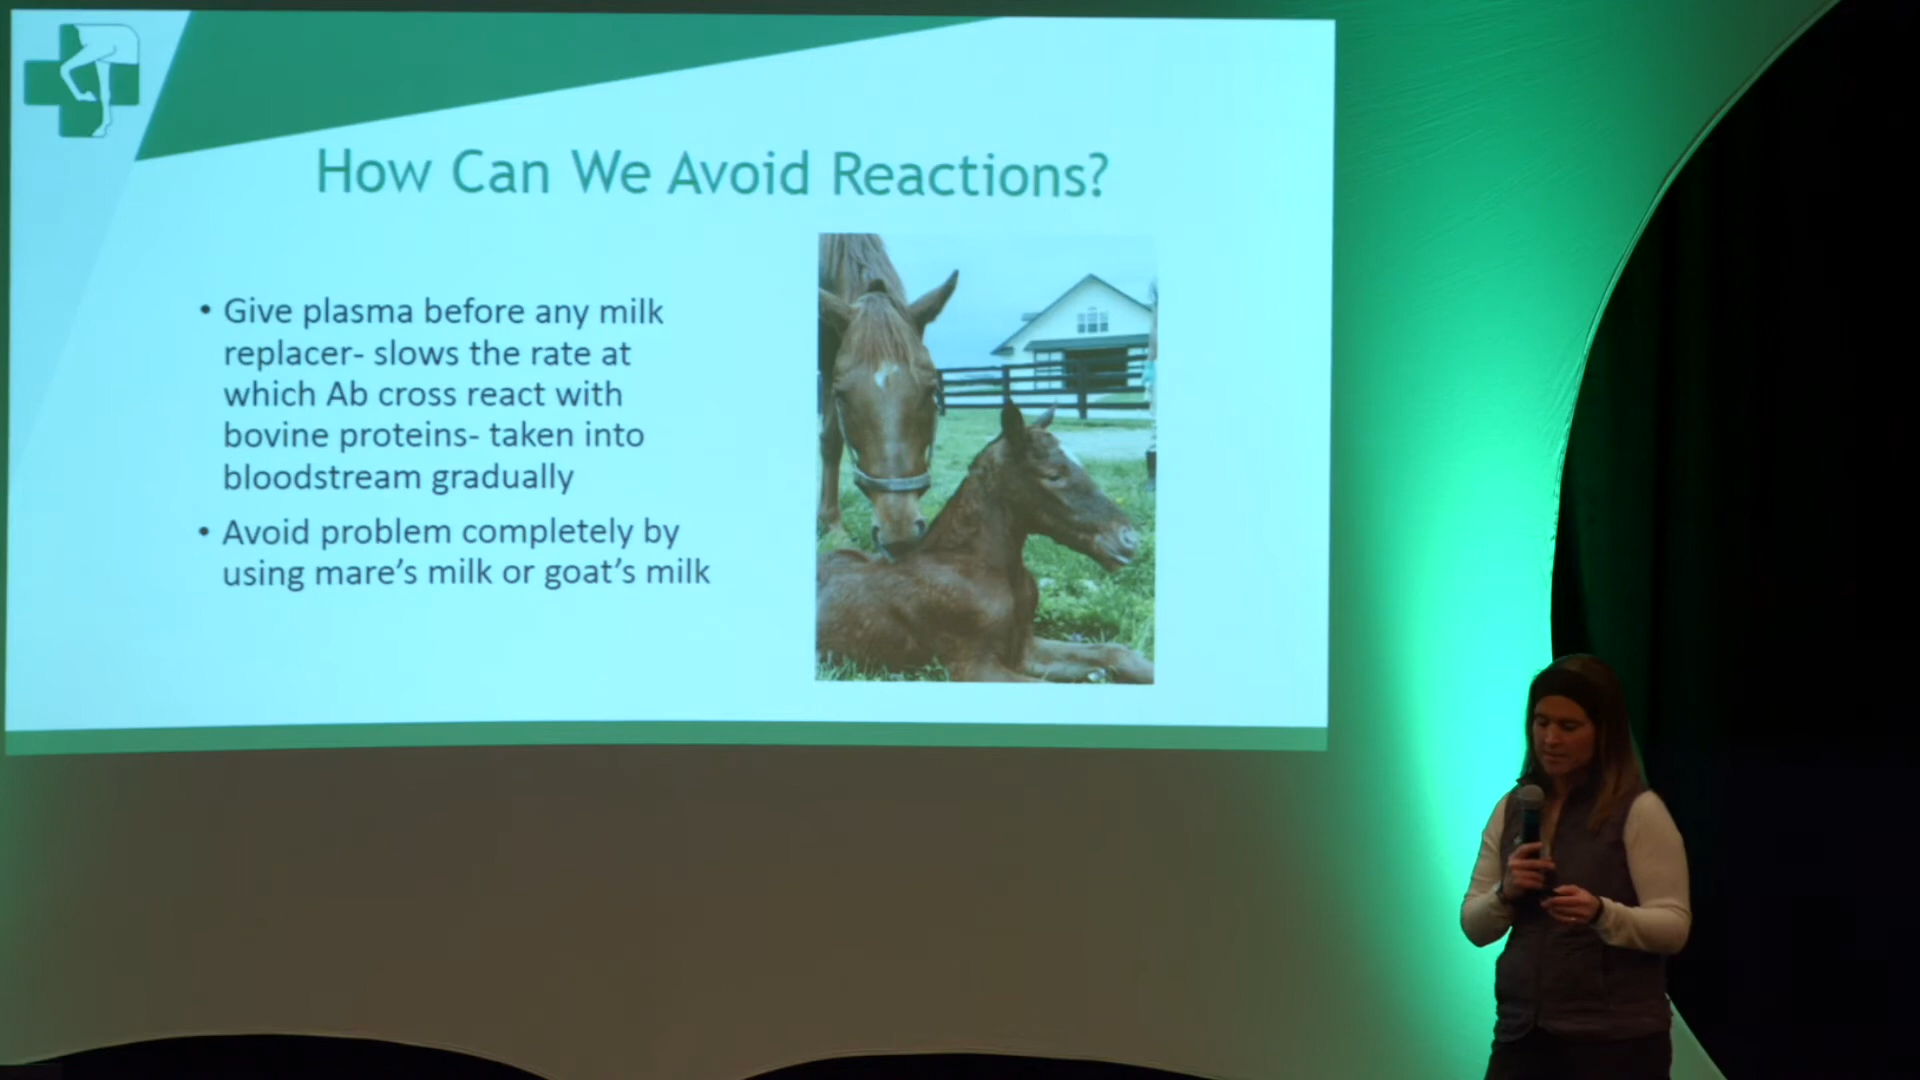 How Can We Avoid Reactions?
• Give plasma before any milk
replacer- slows the rate at
which Ab cross react with
bovine proteins- taken into
bloodstream gradually
• Avoid problem completely by
using mare's milk or goat's milk